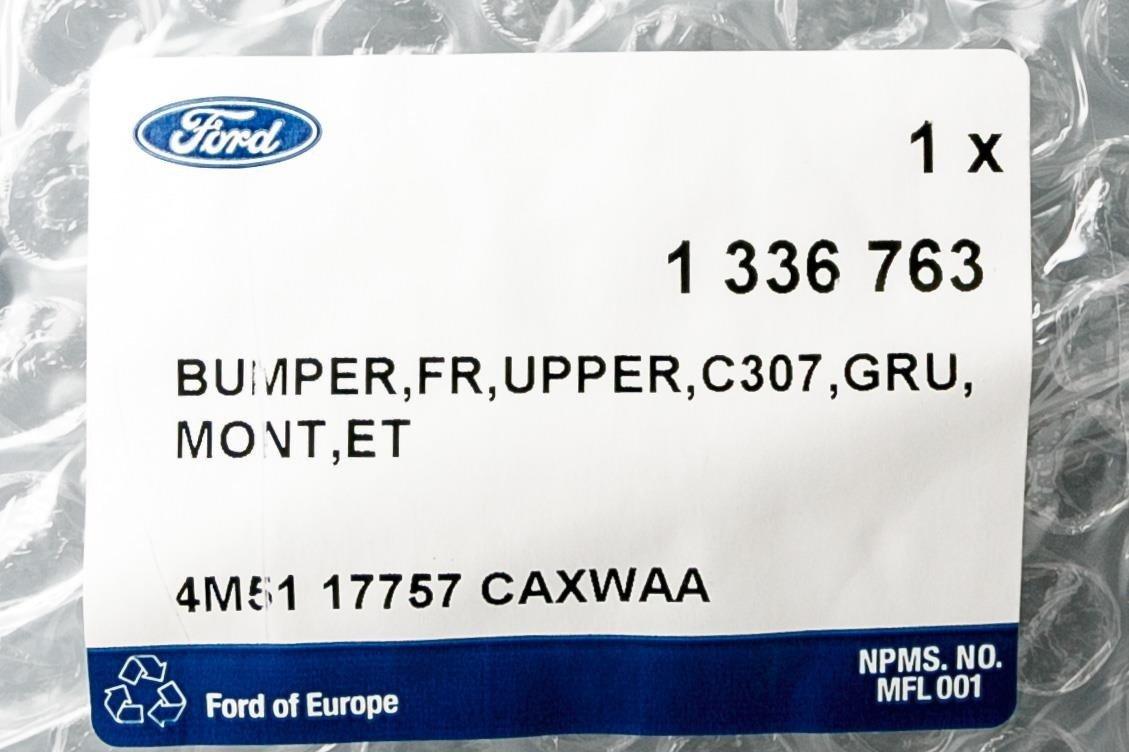 Ford
1 x
1 336 763
BUMPER,FR,UPPER,C307,GRU,
MONT,ET
4M51 17757 CAXWAA
NPMS. NO.
MFL 001
Ford of Europe